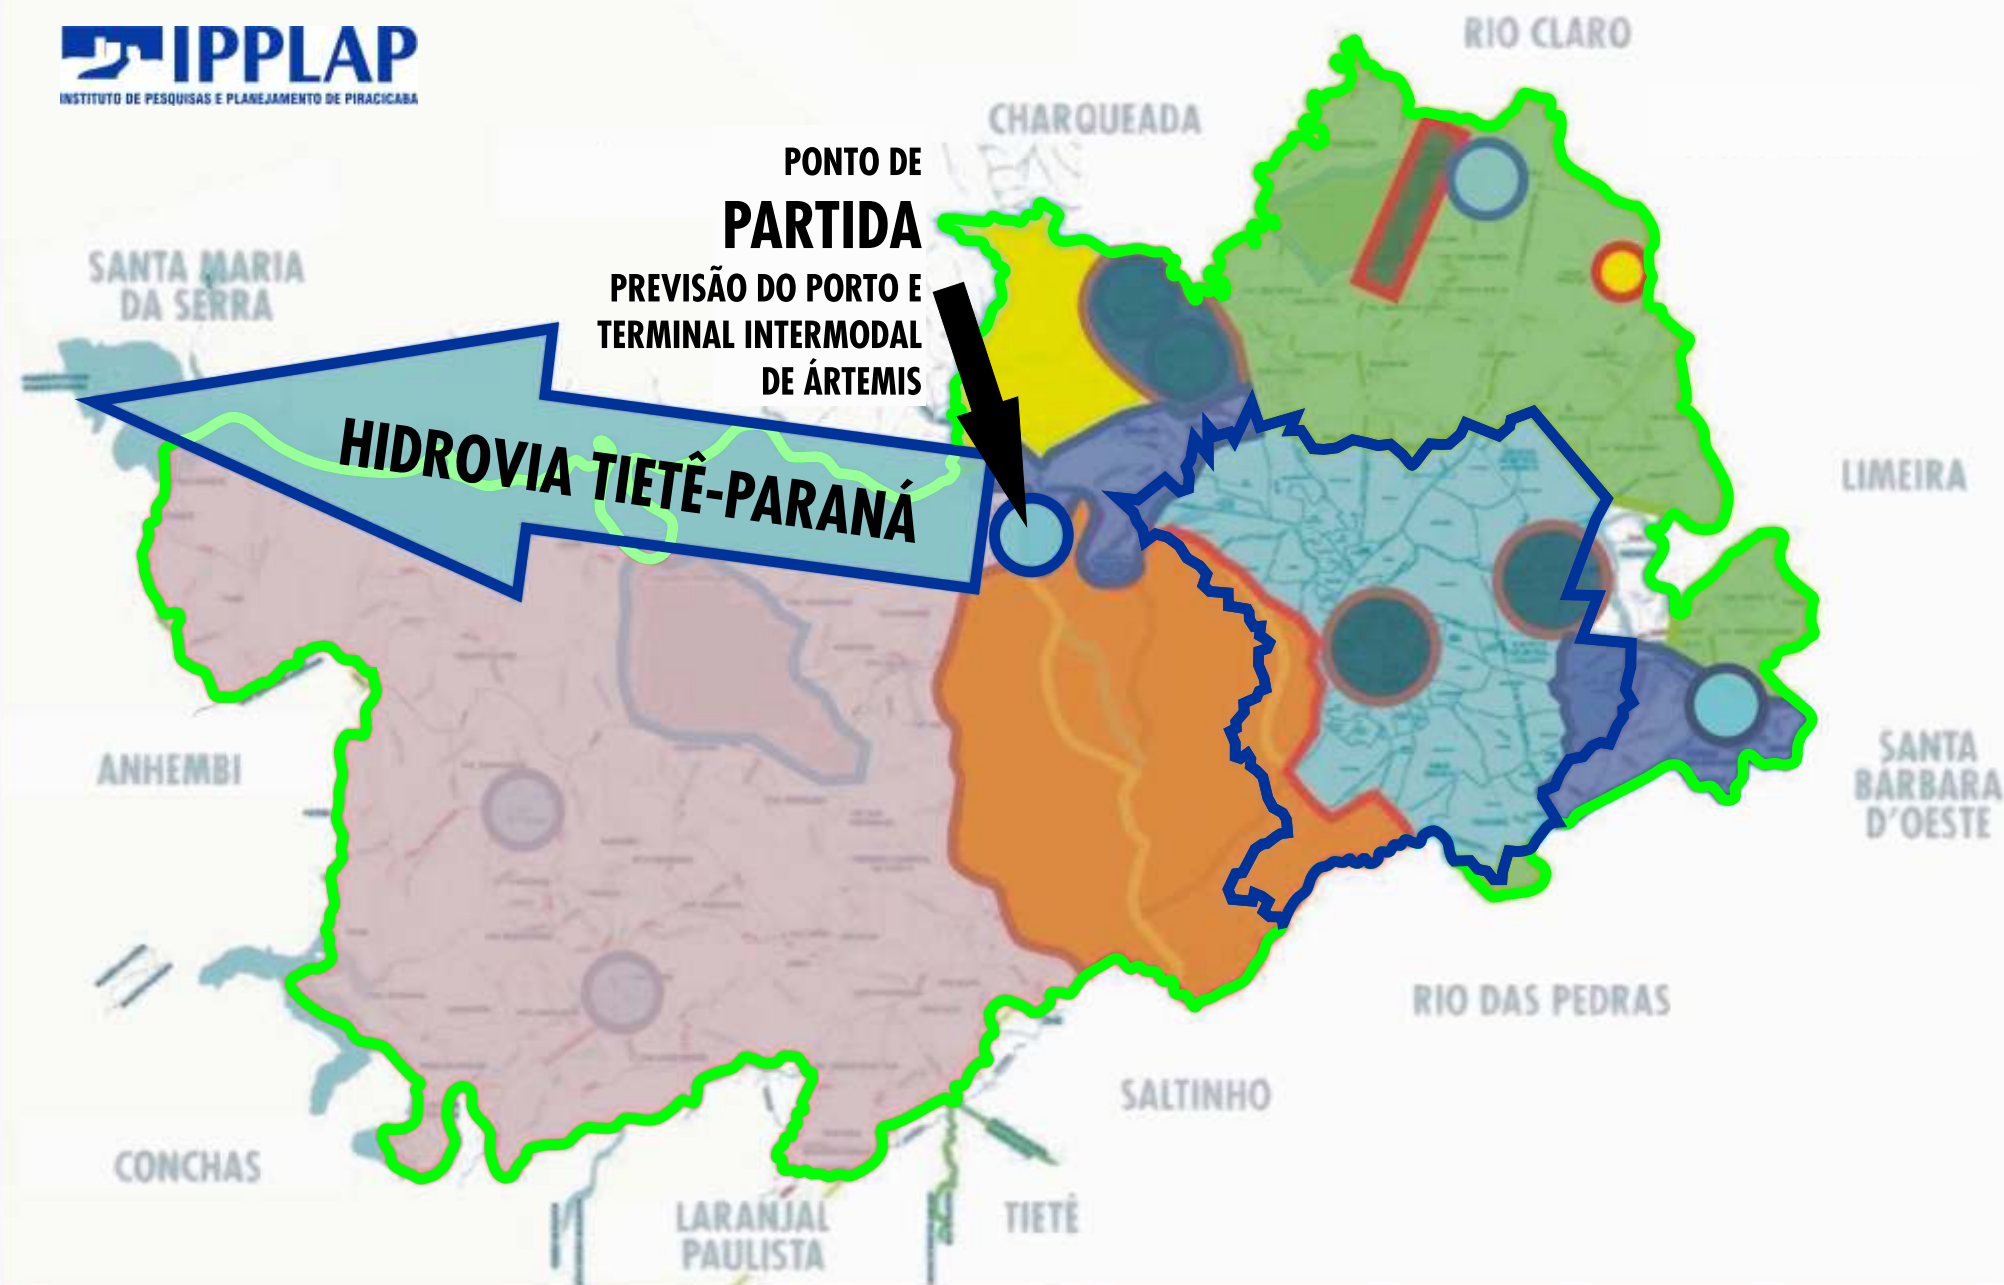 IPPLAP
INSTITUTO DE PESQUISAS E PLANEJAMENTO DE PIRACICABA
RIO CLARO
CHARQUEADA
PONTO DE
PARTIDA
PREVISÃO DO PORTO E
TERMINAL INTERMODAL
DE ÁRTEMIS
SANTA MARIA
DA SERRA
HIDROVIA TIETÊ-PARANÁ
LIMEIRA
ANHEMBI
SANTA
BÁRBARA
D'OESTE
RIO DAS PEDRAS
SALTINHO
CONCHAS
LARANJAL
PAULISTA
TIETÊ